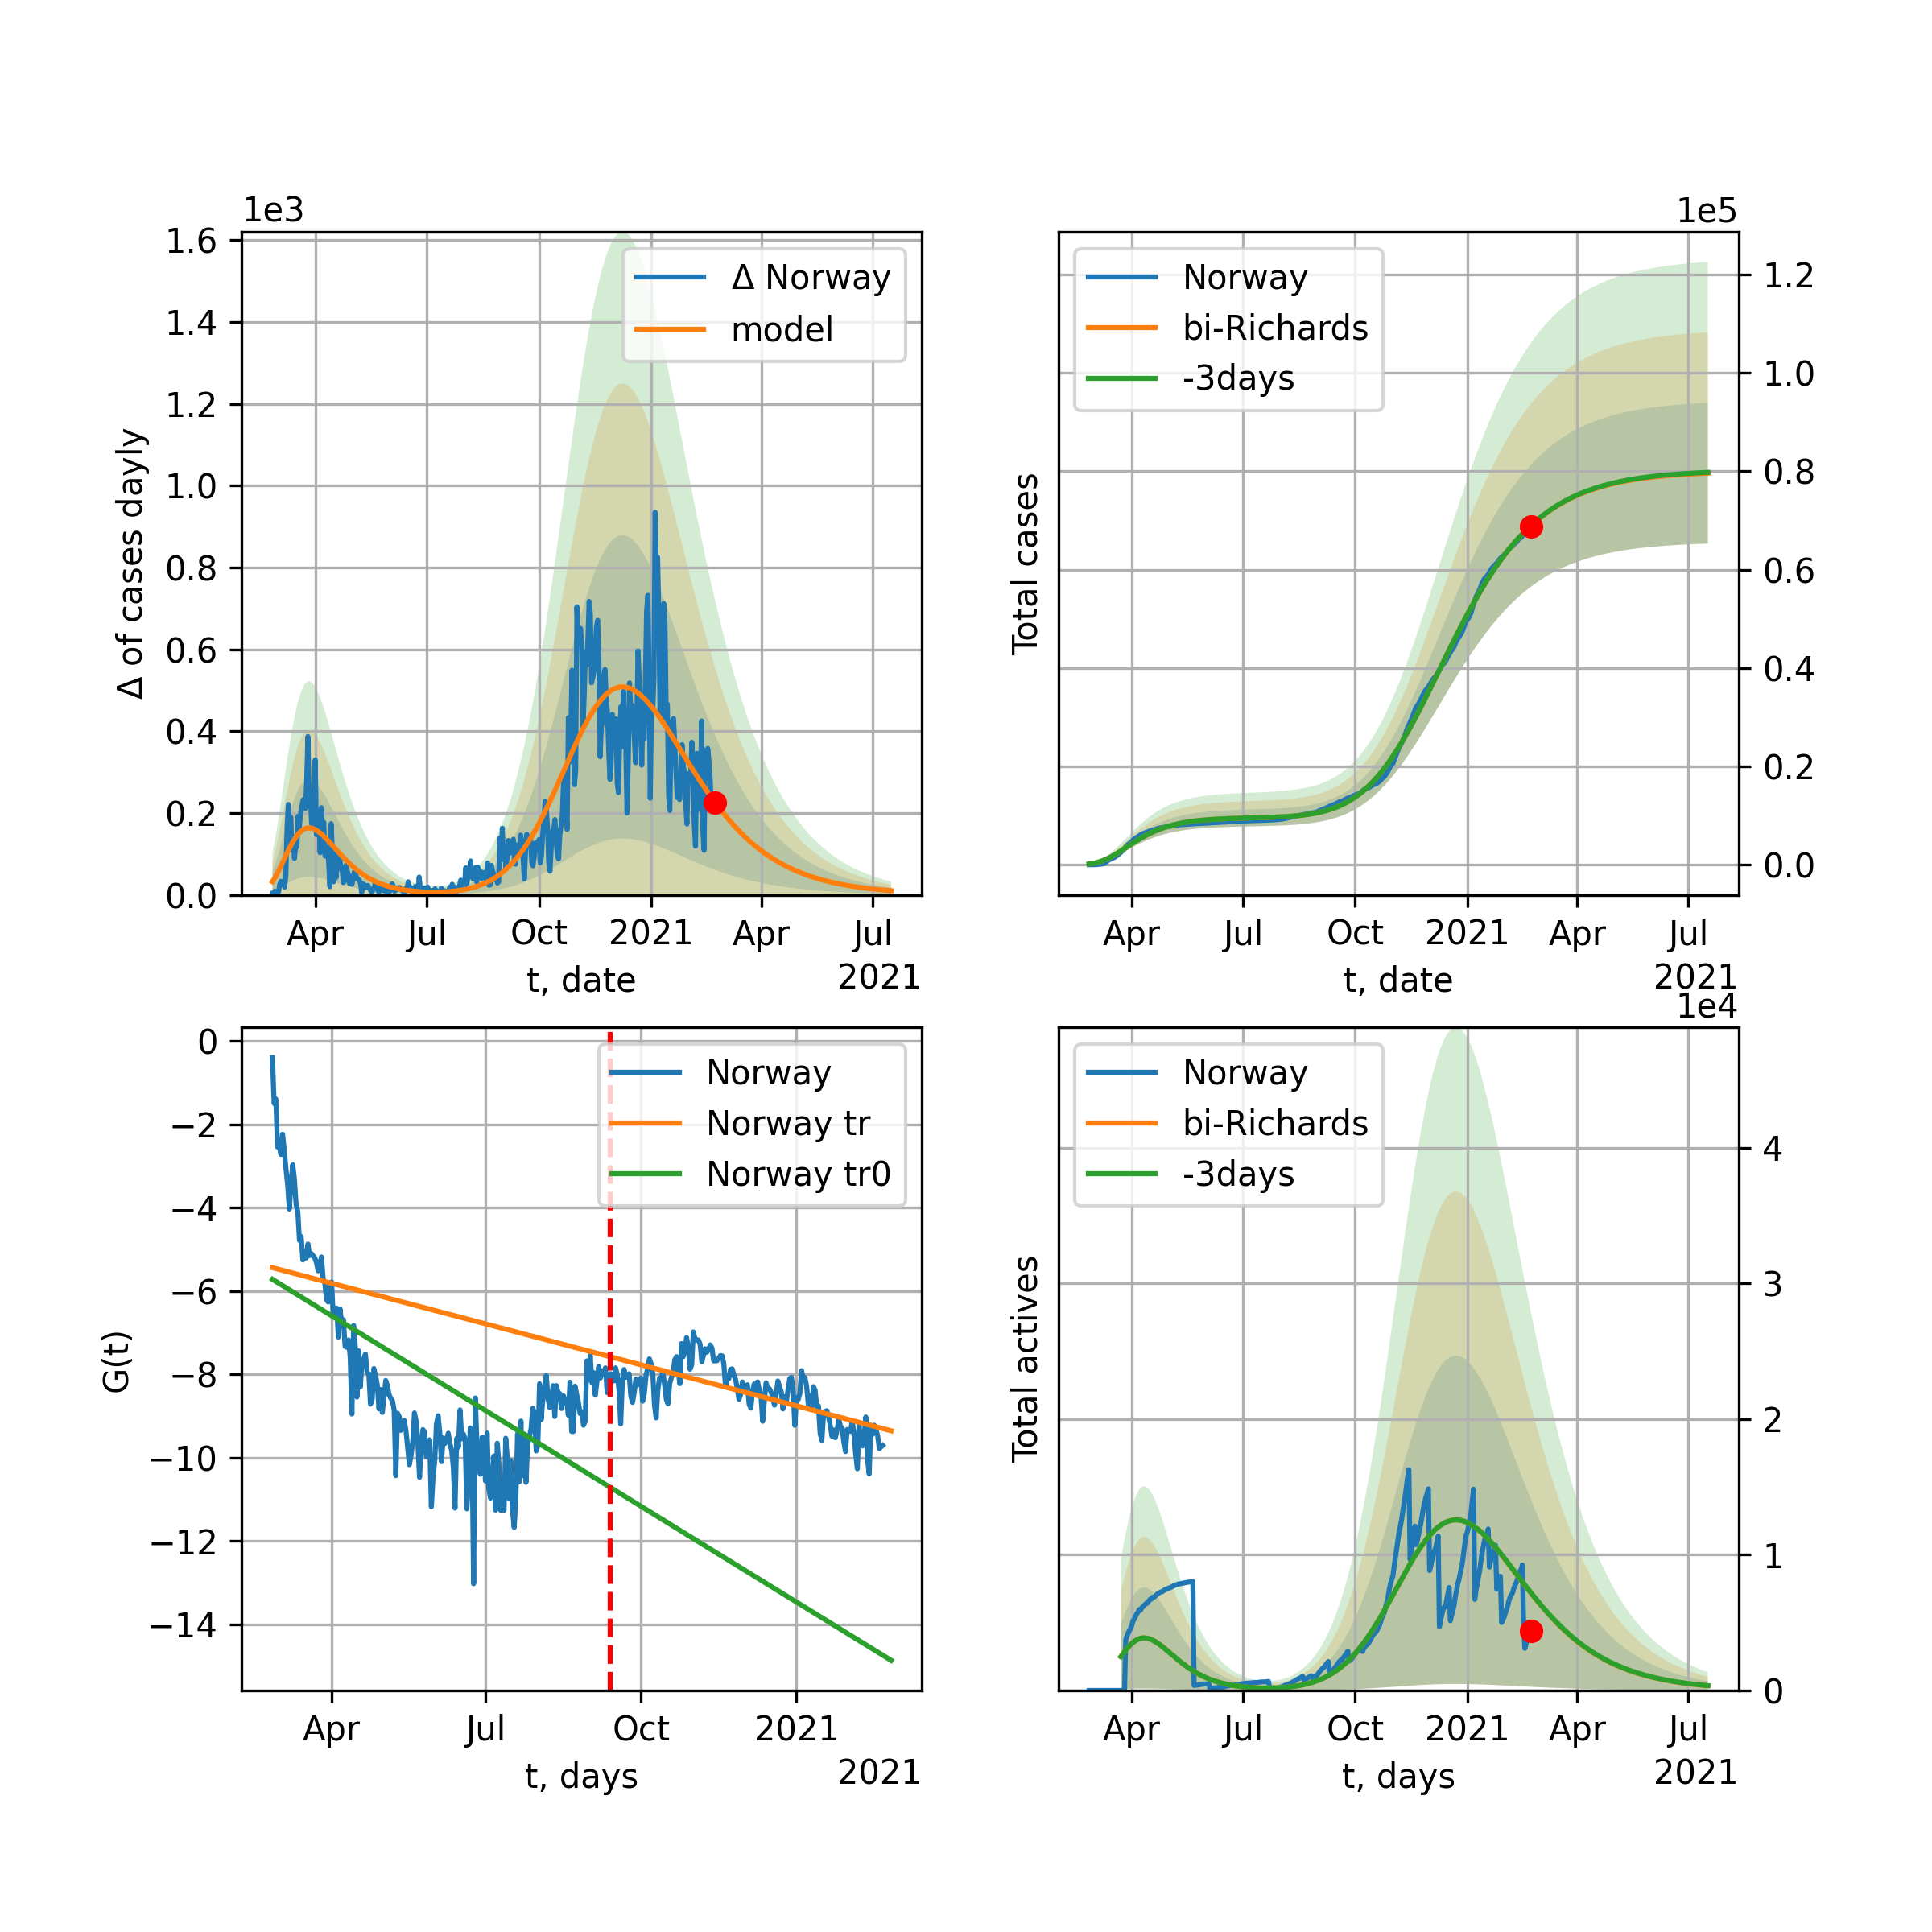 1e3
1.6
1.4
1.2
1.0
0.8
0.6
0.4
0.2
0.0
Δ of cases dayly
Δ Norway
model
Apr Jul Oct 2021 Apr Jul
t, date
2021
1e5
Norway
bi-Richards
-3days
Total cases
1.2
1.0
0.8
0.6
0.4
0.2
0.0
Apr Jul Oct 2021 Apr Jul
t, date
2021
0
−2
−4
−6
−8
−10
−12
−14
G(t)
Norway
Norway tr
Norway tr0
Apr Jul Oct 2021
t, days
2021
1e4
Norway
bi-Richards
-3days
Total actives
4
3
2
1
0
Apr Jul Oct 2021 Apr Jul
t, days
2021